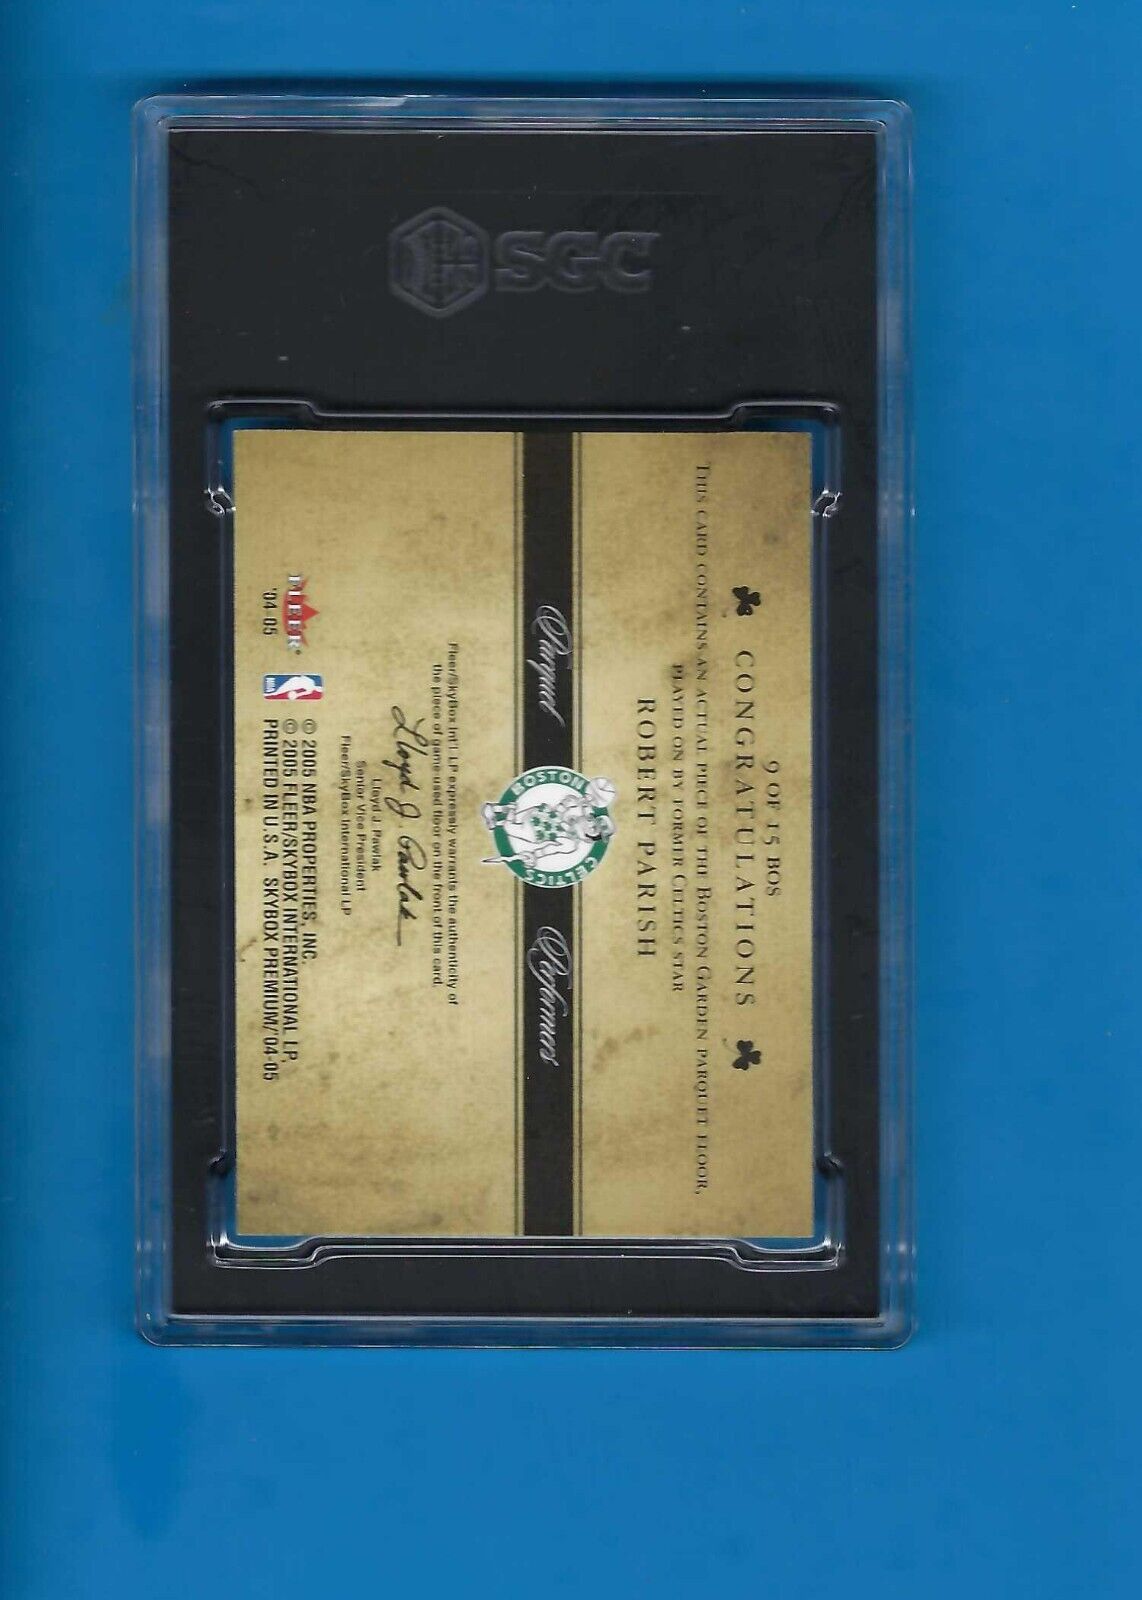 SGC
9 OF 15 BOS
CONGRATULATIONS
THIS CARD CONTAINS AN ACTUAL PIECE OF THE BOSTON GARDEN PARQUET FLOOR,
PLAYED ON BY FORMER CELTICS STAR
ROBERT PARISH
Parquet Performers
BOSTON
CELTICS
Fleer/SkyBox Int'l. LP expressly warrants the authenticity of
the piece of game-used floor on the front of this card.
Lloyd J. Pawlak
Lloyd J. Pawlak
Senior Vice President
Fleer/SkyBox International LP
FLEER®
'04-05
NBA
© 2005 NBA PROPERTIES, INC.
© 2005 FLEER/SKYBOX INTERNATIONAL LP,
PRINTED IN U.S.A. SKYBOX PREMIUM/'04-05